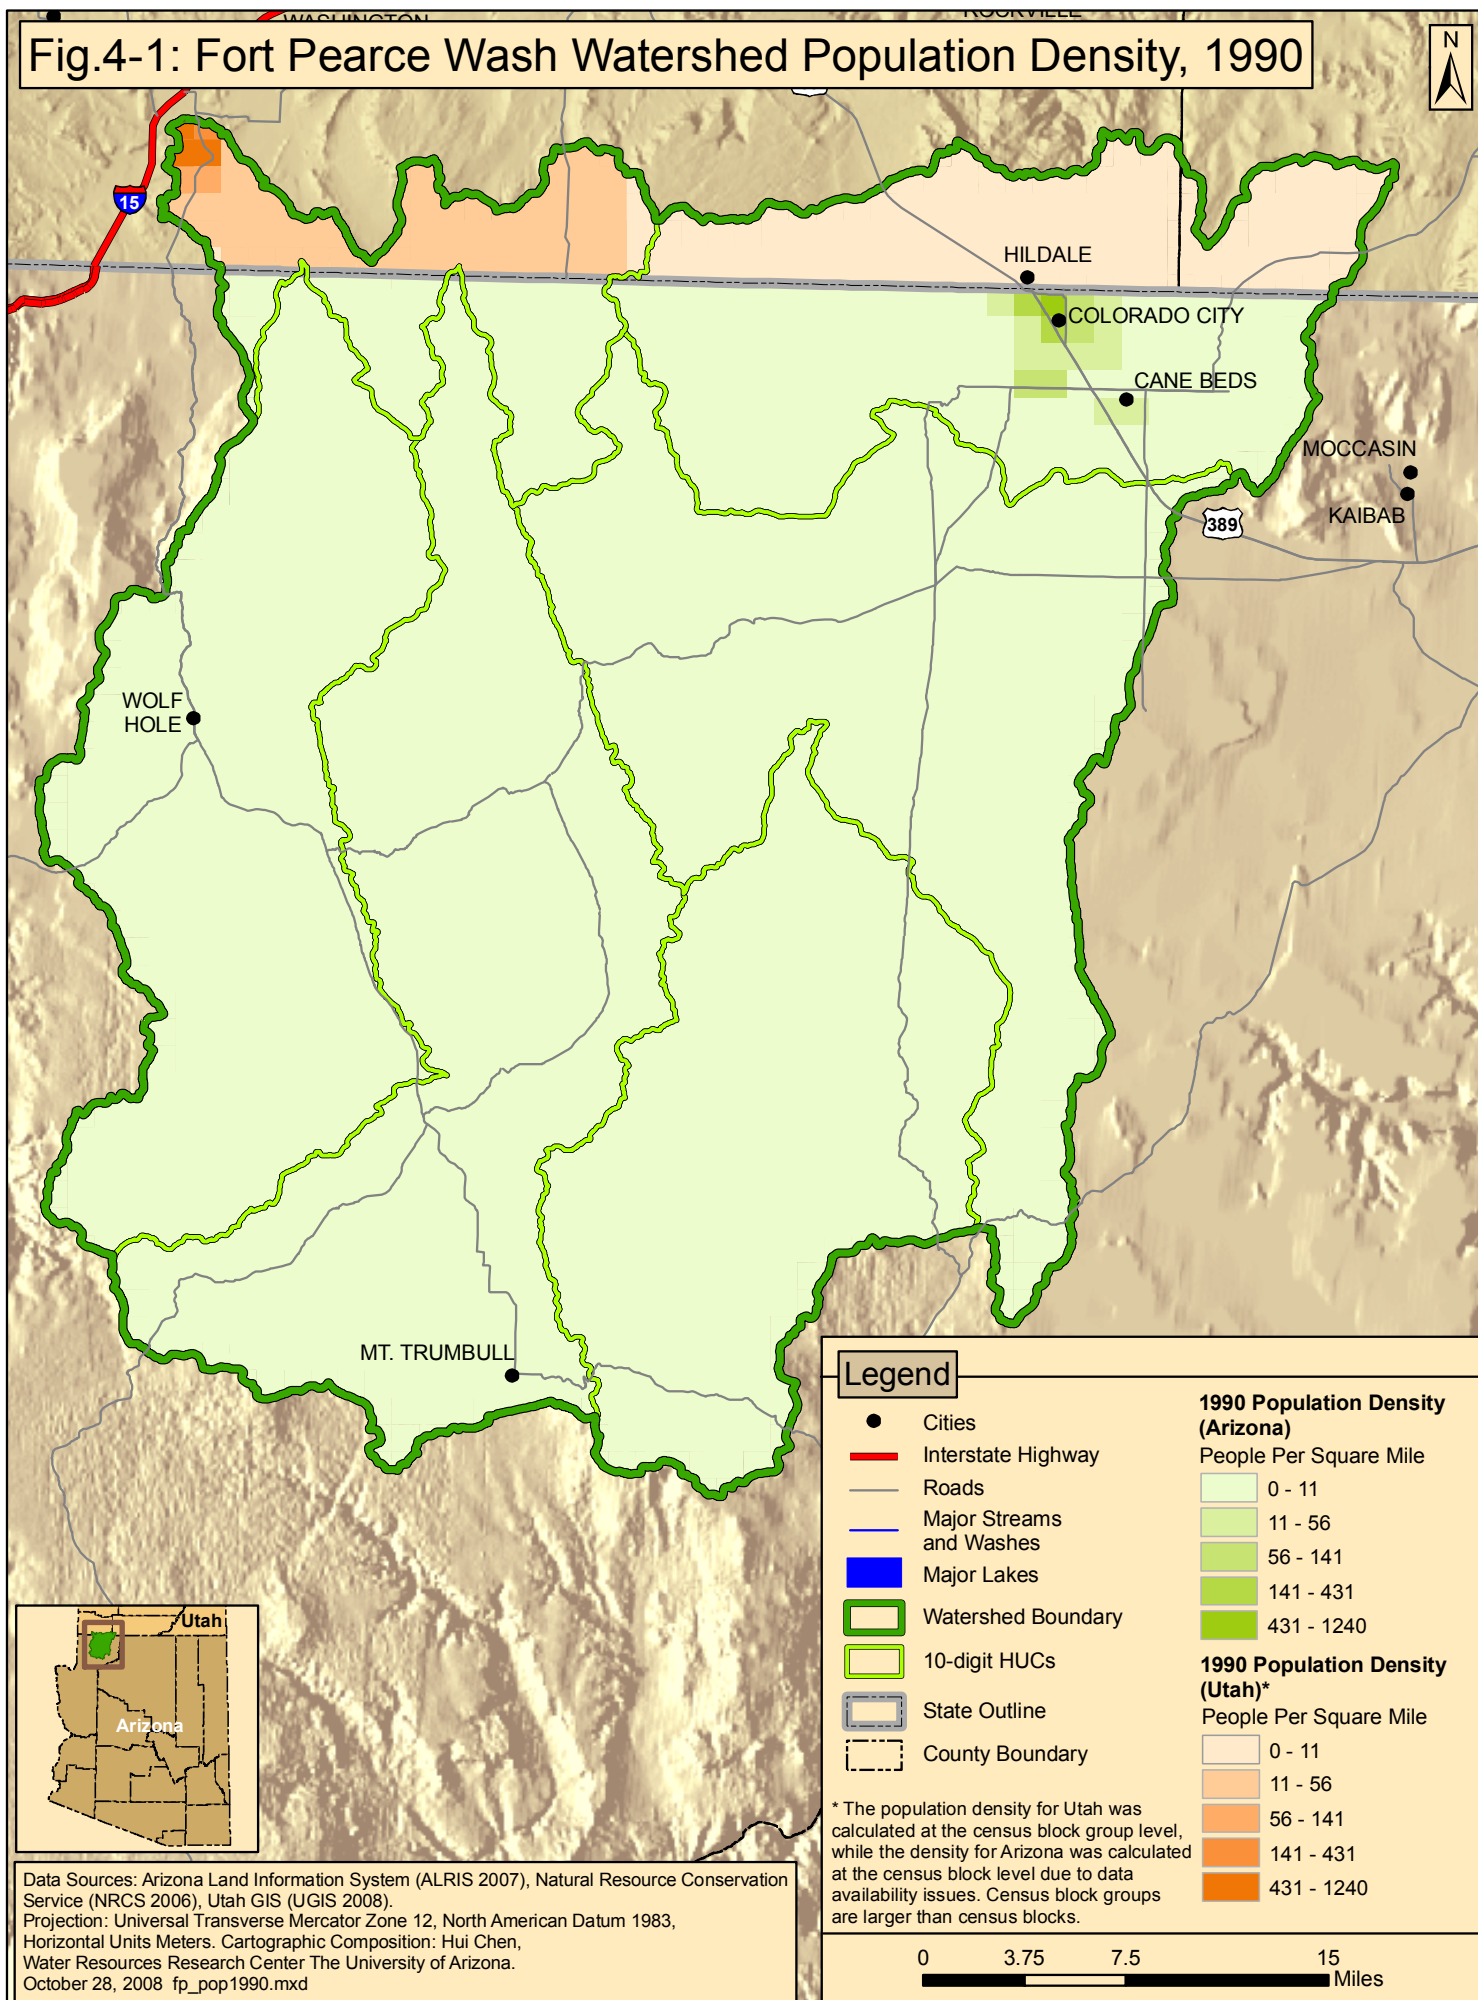 WASHINGTON
ROCKVILLE
Fig.4-1: Fort Pearce Wash Watershed Population Density, 1990
N
15
HILDALE
COLORADO CITY
CANE BEDS
MOCCASIN
KAIBAB
389
WOLF
HOLE
MT. TRUMBULL
Legend
Cities
Interstate Highway
Roads
Major Streams
and Washes
Major Lakes
Watershed Boundary
10-digit HUCs
State Outline
County Boundary
1990 Population Density
(Arizona)
People Per Square Mile
0 - 11
11 - 56
56 - 141
141 - 431
431 - 1240
1990 Population Density
(Utah)*
People Per Square Mile
0 - 11
11 - 56
56 - 141
141 - 431
431 - 1240
* The population density for Utah was
calculated at the census block group level,
while the density for Arizona was calculated
at the census block level due to data
availability issues. Census block groups
are larger than census blocks.
0 3.75 7.5 15
Miles
Utah
Arizona
Data Sources: Arizona Land Information System (ALRIS 2007), Natural Resource Conservation
Service (NRCS 2006), Utah GIS (UGIS 2008).
Projection: Universal Transverse Mercator Zone 12, North American Datum 1983,
Horizontal Units Meters. Cartographic Composition: Hui Chen,
Water Resources Research Center The University of Arizona.
October 28, 2008 fp_pop1990.mxd